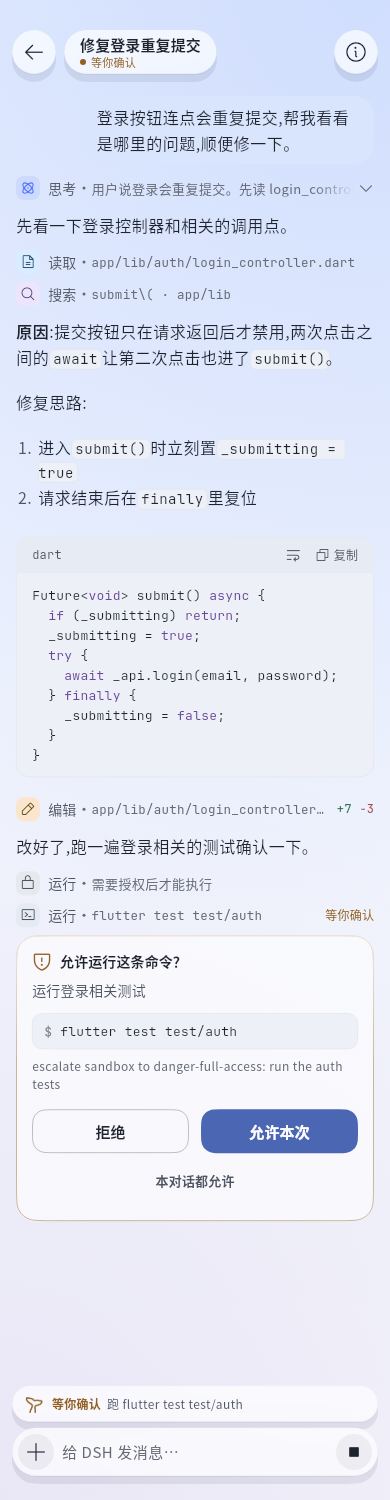 修复登录重复提交
等你确认
登录按钮连点会重复提交,帮我看看
是哪里的问题,顺便修一下。
思考・用户说登录会重复提交。先读 login_contro
先看一下登录控制器和相关的调用点。
读取・app/lib/auth/login_controller.dart
搜索・submit\( · app/lib
原因:提交按钮只在请求返回后才禁用,两次点击之
间的 await 让第二次点击也进了 submit()。
修复思路:
1. 进入 submit() 时立刻置 _submitting =
true
2. 请求结束后在 finally 里复位
dart 复制
Future<void> submit() async {
if (_submitting) return;
_submitting = true;
try {
await _api.login(email, password);
} finally {
_submitting = false;
}
}
编辑・app/lib/auth/login_controller… +7 -3
改好了,跑一遍登录相关的测试确认一下。
运行・需要授权后才能执行
运行・flutter test test/auth 等你确认
允许运行这条命令?
运行登录相关测试
$ flutter test test/auth
escalate sandbox to danger-full-access: run the auth
tests
拒绝 允许本次
本对话都允许
等你确认 跑 flutter test test/auth
给 DSH 发消息…